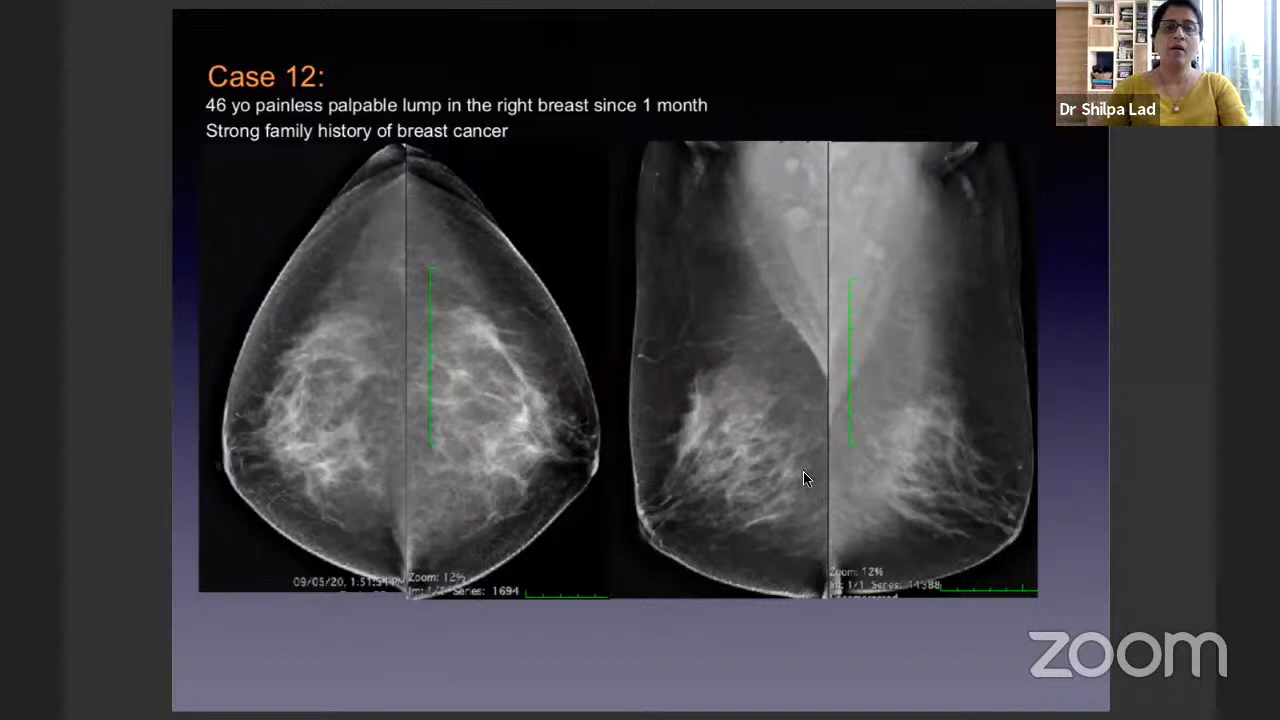 Case 12:
46 yo painless palpable lump in the right breast since 1 month
Strong family history of breast cancer
Dr Shilpa Lad
09/05/20, 1:51:51 PM
Zoom: 12%
Im: 1/1 Series: 1694
Zoom: 12%
Im: 1/1 Series: 11988
zoom